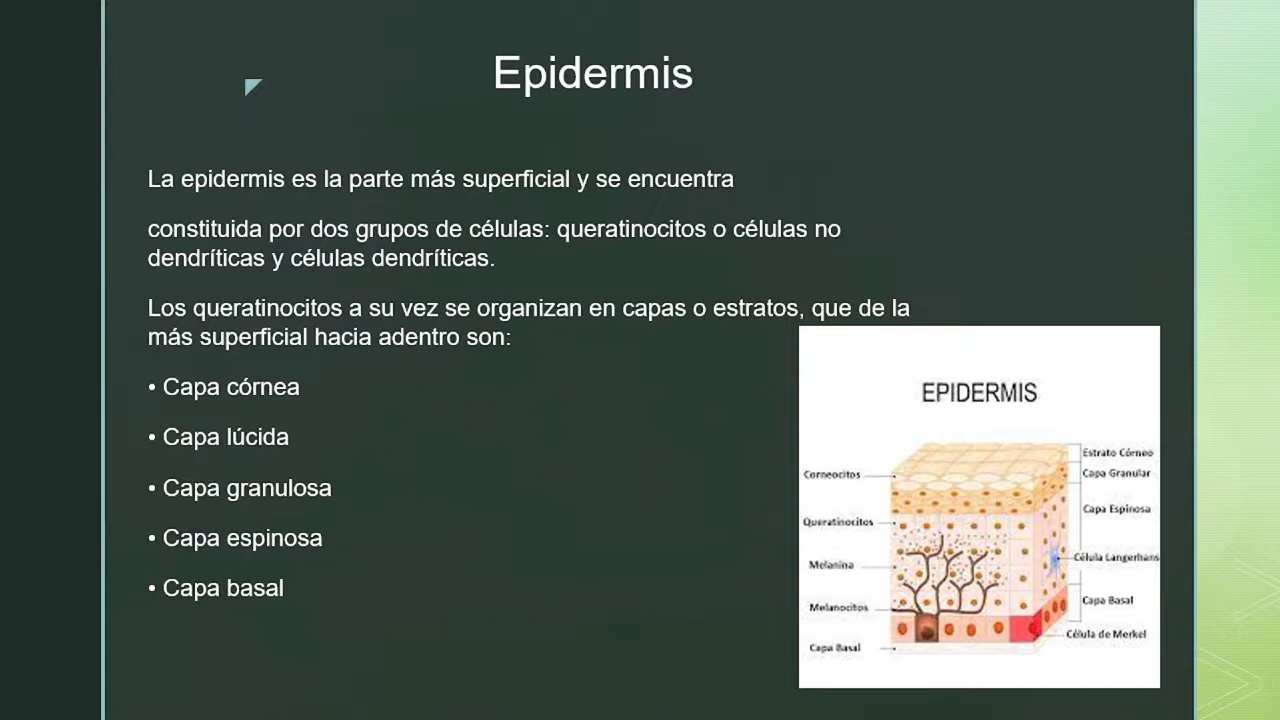 Epidermis
La epidermis es la parte más superficial y se encuentra
constituida por dos grupos de células: queratinocitos o células no
dendríticas y células dendríticas.
Los queratinocitos a su vez se organizan en capas o estratos, que de la
más superficial hacia adentro son:
• Capa córnea
• Capa lúcida
• Capa granulosa
• Capa espinosa
• Capa basal
EPIDERMIS
Corneocitos
Queratinocitos
Melanina
Melanocitos
Capa Basal
Estrato Córneo
Capa Granular
Capa Espinosa
Célula Langerhans
Capa Basal
Célula de Merkel